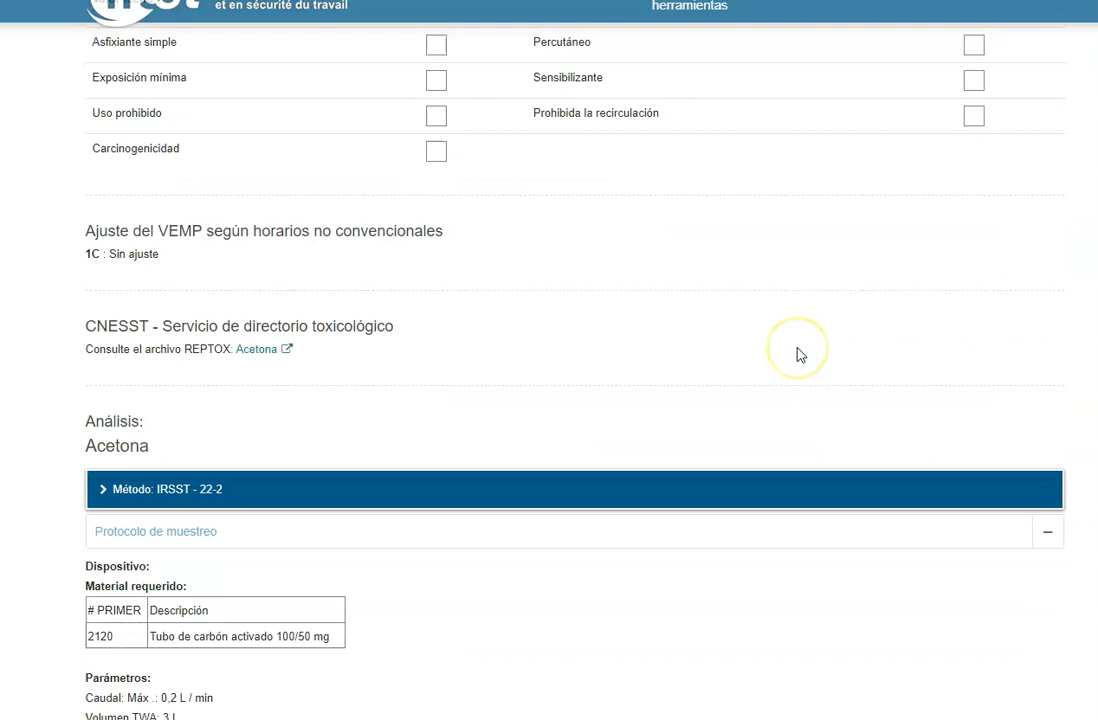 et en sécurité du travail
herramientas
Asfixiante simple
Percutáneo
Exposición mínima
Sensibilizante
Uso prohibido
Prohibida la recirculación
Carcinogenicidad
Ajuste del VEMP según horarios no convencionales
1C : Sin ajuste
CNESST - Servicio de directorio toxicológico
Consulte el archivo REPTOX: Acetona
Análisis:
Acetona
Método: IRSST - 22-2
Protocolo de muestreo
Dispositivo:
Material requerido:
# PRIMER Descripción
2120 Tubo de carbón activado 100/50 mg
Parámetros:
Caudal: Máx .: 0,2 L / min
Volumen TWA: 3 L